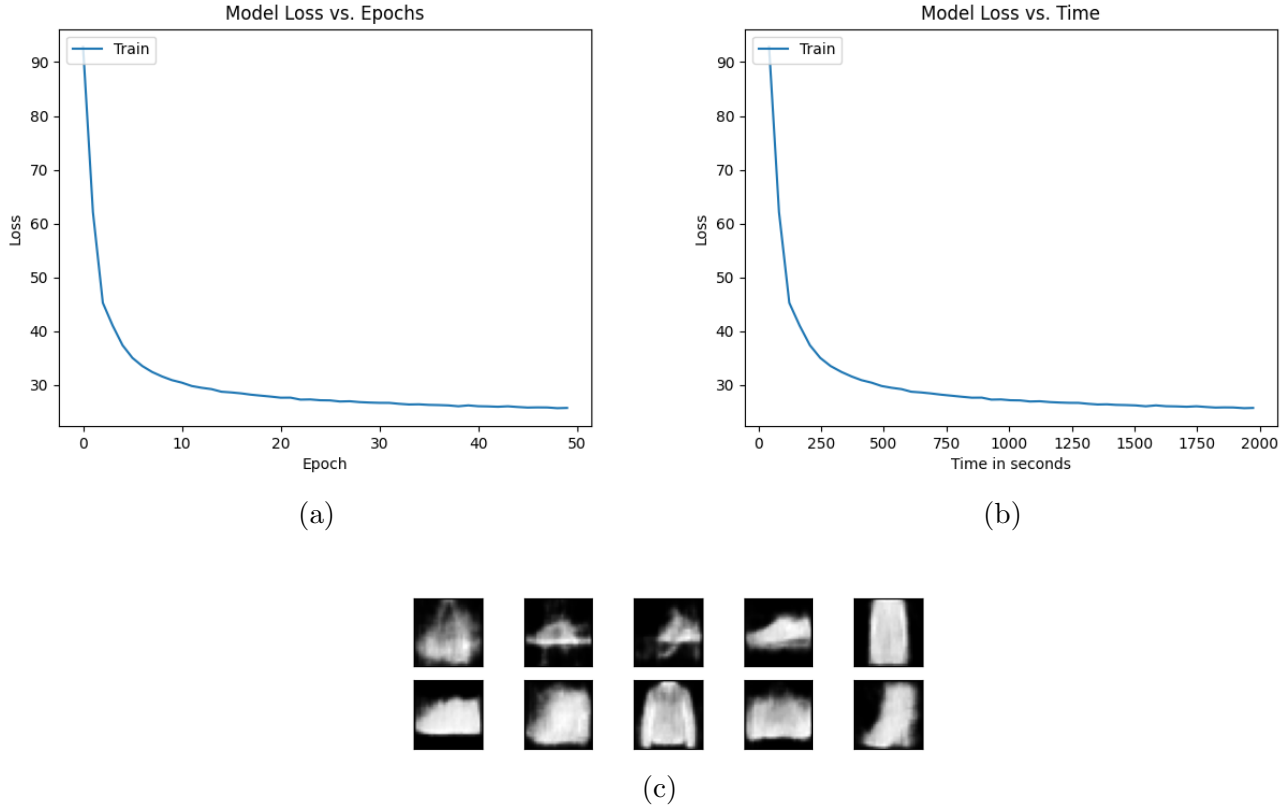 Model Loss vs. Epochs
Train
90
80
70
60
50
40
30
Loss
0 10 20 30 40 50
Epoch
(a)
Model Loss vs. Time
Train
90
80
70
60
50
40
30
Loss
0 250 500 750 1000 1250 1500 1750 2000
Time in seconds
(b)
(c)